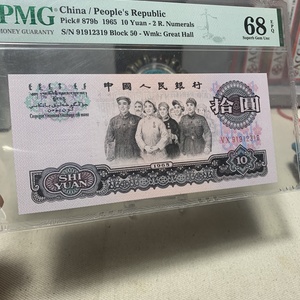 PMG
MONEY GUARANTY
China / People's Republic
Pick# 879b 1965 10 Yuan - 2 R. Numerals
S/N 91912319 Block 50 - Wmk: Great Hall
68 EPQ
Superb Gem Unc
中国人民银行
拾圆
1965
SHI
YUAN
10